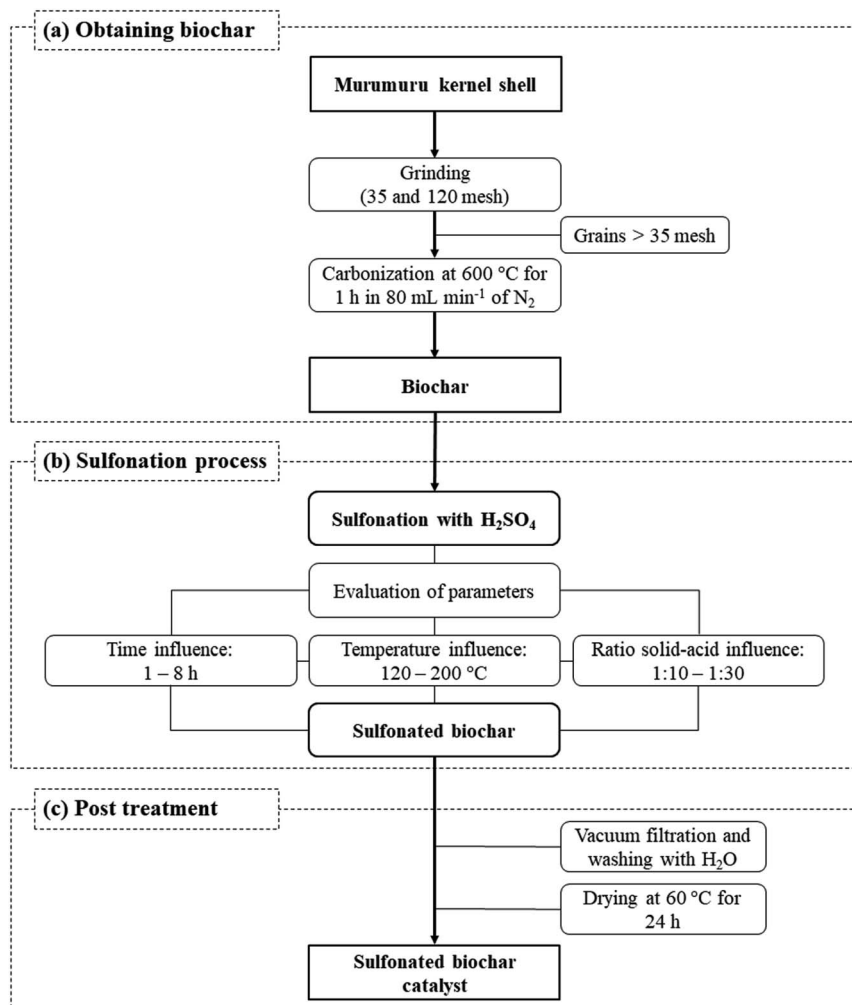 (a) Obtaining biochar
Murumuru kernel shell
Grinding
(35 and 120 mesh)
Grains > 35 mesh
Carbonization at 600 °C for
1 h in 80 mL min⁻¹ of N₂
Biochar
(b) Sulfonation process
Sulfonation with H₂SO₄
Evaluation of parameters
Time influence:
1 – 8 h
Temperature influence:
120 – 200 °C
Ratio solid-acid influence:
1:10 – 1:30
Sulfonated biochar
(c) Post treatment
Vacuum filtration and
washing with H₂O
Drying at 60 °C for
24 h
Sulfonated biochar
catalyst